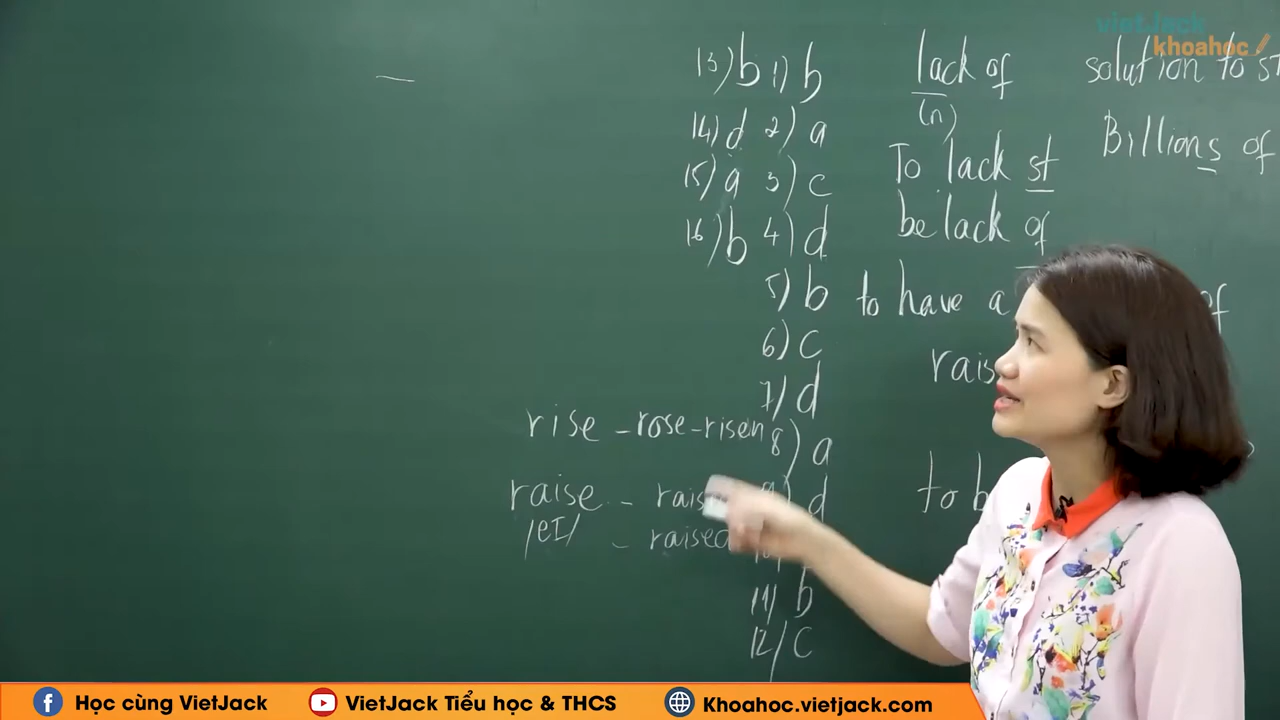 vietJack
khoahoc
13) b 1) b
14) d 2) a
15) a 3) c
16) b 4) d
5) b
6) c
7) d
8) a
d
11) b
12) c
rise - rose - risen
raise -
/eI/ - raised
lack of
(n)
To lack st
be lack of
to have a of
to
solution to st
Billions of
Học cùng VietJack
VietJack Tiểu học & THCS
Khoahoc.vietjack.com